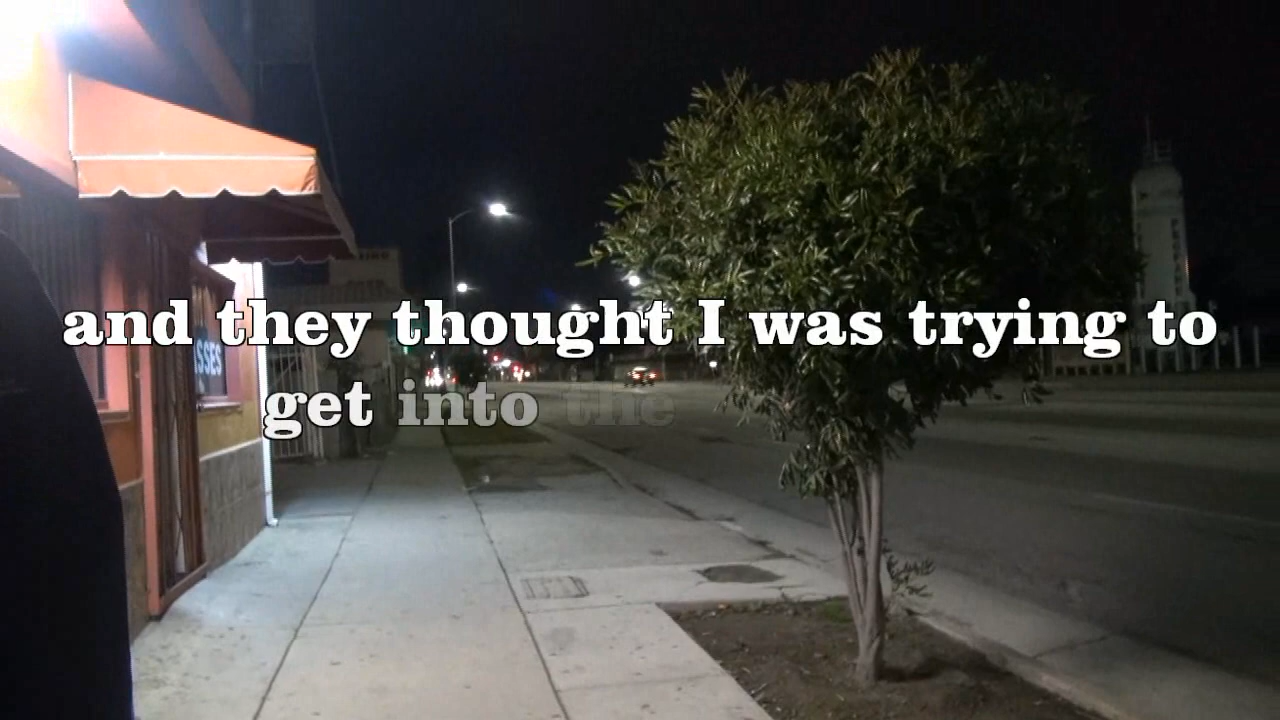 and they thought I was trying to
get into the
SSES